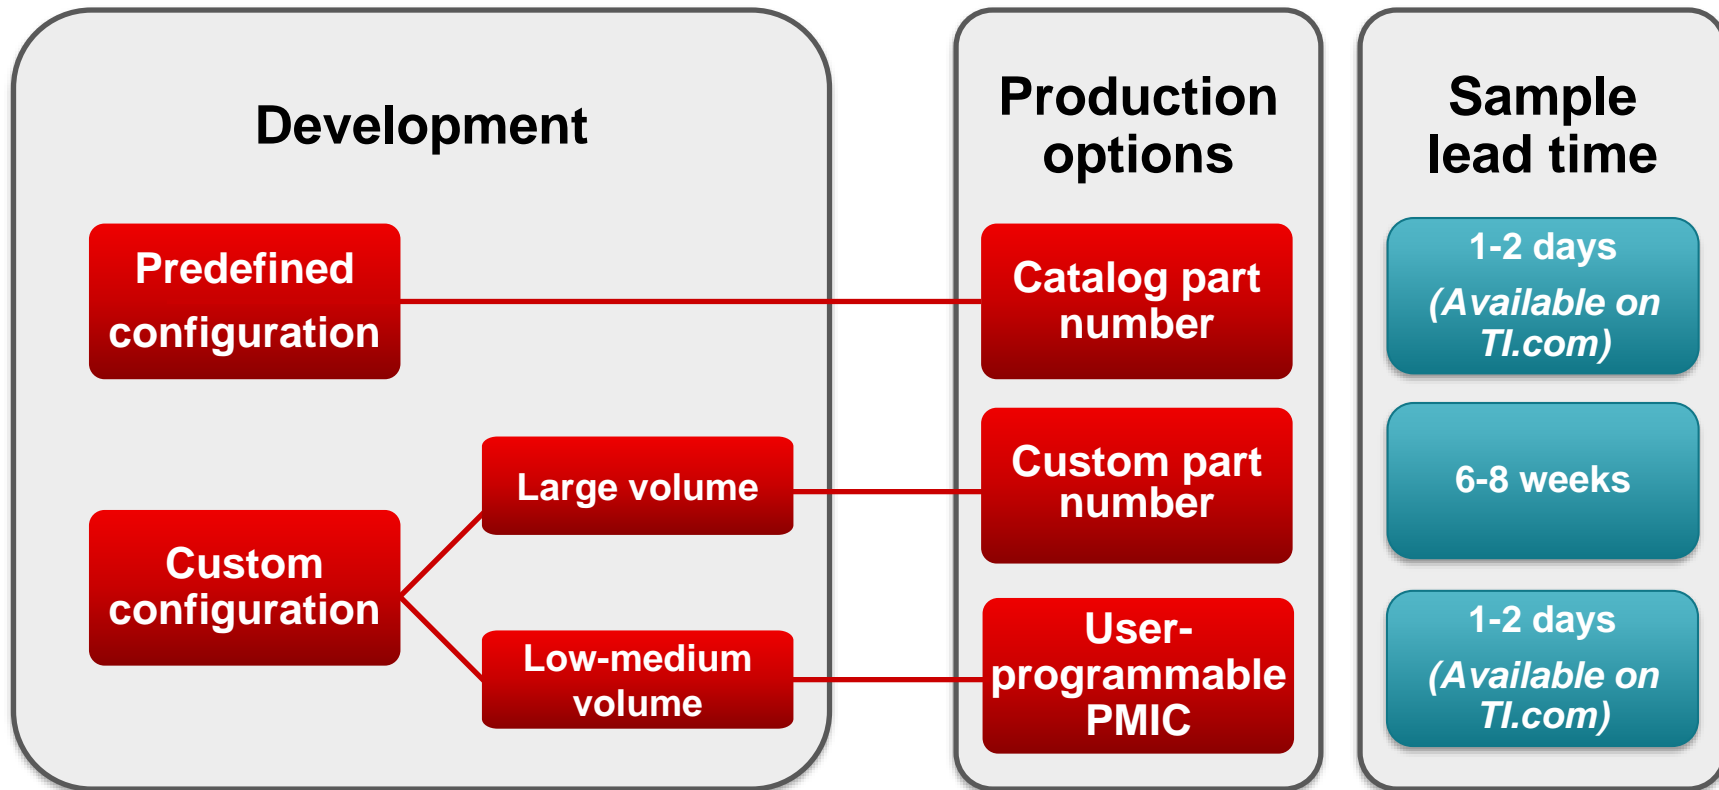 Development
Production
options
Sample
lead time
Predefined
configuration
Catalog part
number
1-2 days
(Available on
TI.com)
Large volume
Custom part
number
6-8 weeks
Custom
configuration
Low-medium
volume
User-
programmable
PMIC
1-2 days
(Available on
TI.com)